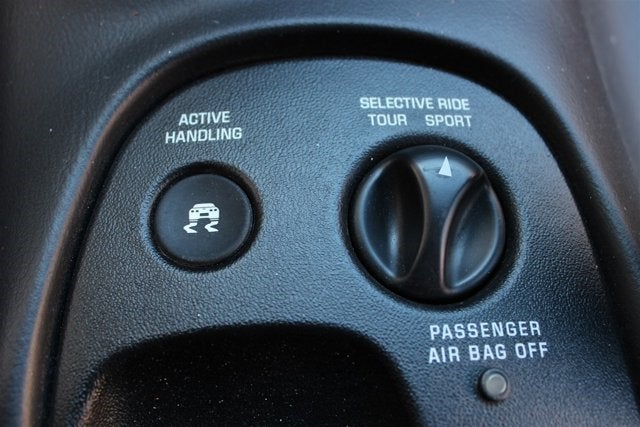 ACTIVE
HANDLING
SELECTIVE RIDE
TOUR SPORT
PASSENGER
AIR BAG OFF